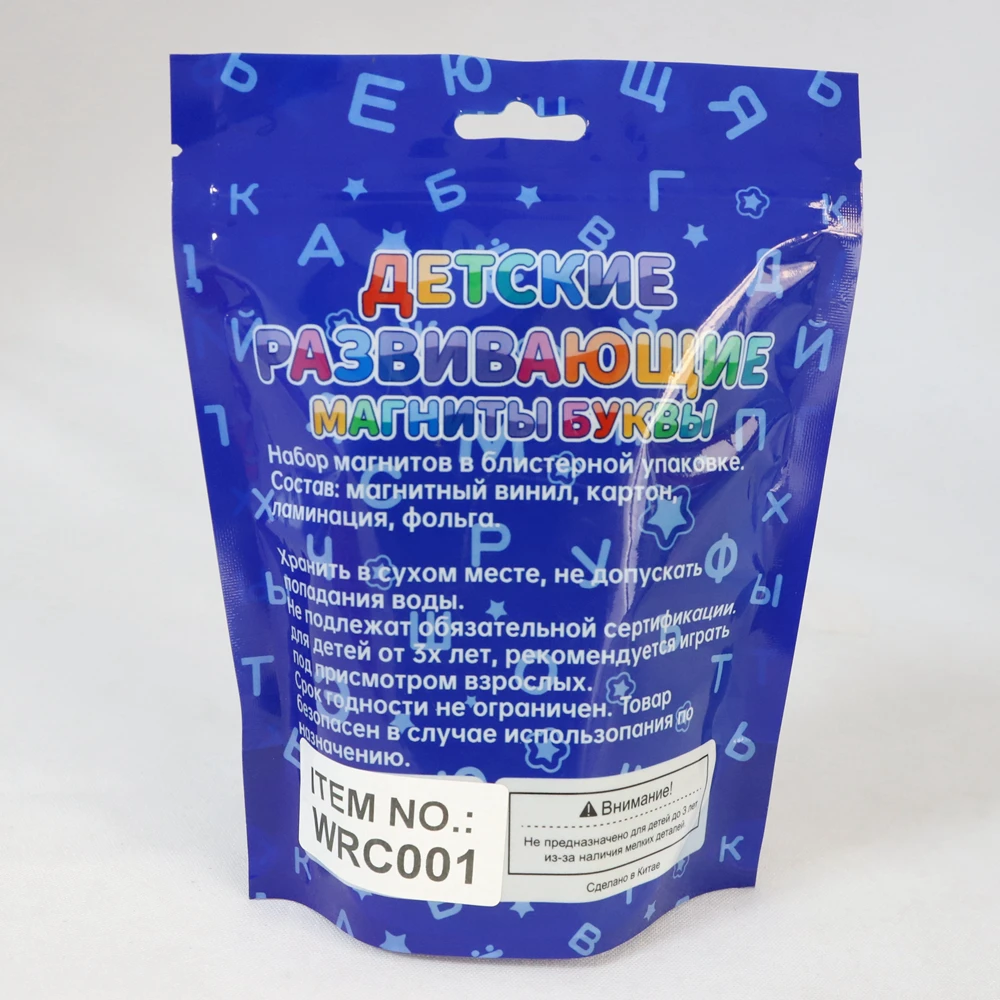 ДЕТСКИЕ
РАЗВИВАЮЩИЕ
МАГНИТЫ БУКВЫ
Набор магнитов в блистерной упаковке.
Состав: магнитный винил, картон,
ламинация, фольга.
Хранить в сухом месте, не допускать
попадания воды.
Не подлежат обязательной сертификации.
для детей от 3х лет, рекомендуется играть
под присмотром взрослых.
Срок годности не ограничен. Товар
безопасен в случае использопания по
назначению.
ITEM NO.:
WRC001
Внимание!
Не предназначено для детей до 3 лет
из-за наличия мелких деталей
Сделано в Китае